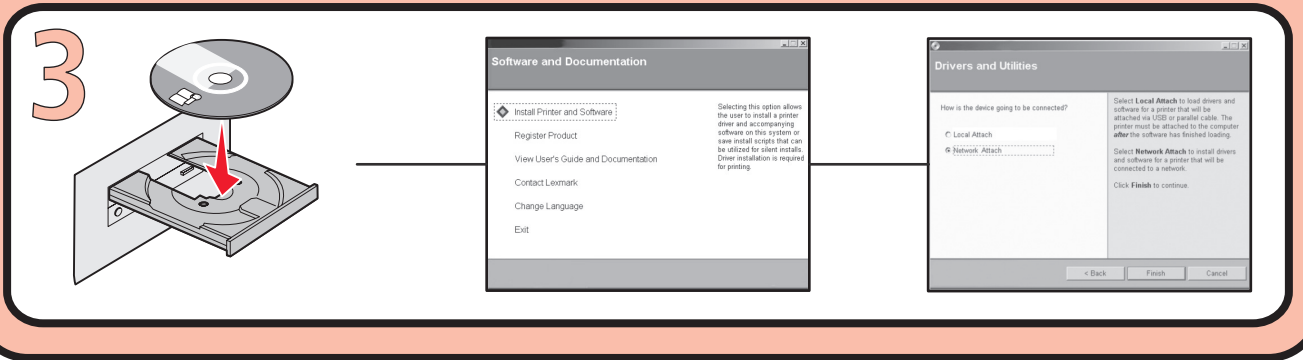 3
Software and Documentation
Install Printer and Software
Register Product
View User's Guide and Documentation
Contact Lexmark
Change Language
Exit
Selecting this option allows
the user to install a printer
driver and accompanying
software on this system or
save install scripts that can
be utilized for silent installs.
Driver installation is required
for printing.
Drivers and Utilities
How is the device going to be connected?
Local Attach
Network Attach
Select Local Attach to load drivers and
software for a printer that will be
attached via USB or parallel cable. The
printer must be attached to the computer
after the software has finished loading.
Select Network Attach to install drivers
and software for a printer that will be
connected to a network.
Click Finish to continue.
< Back
Finish
Cancel